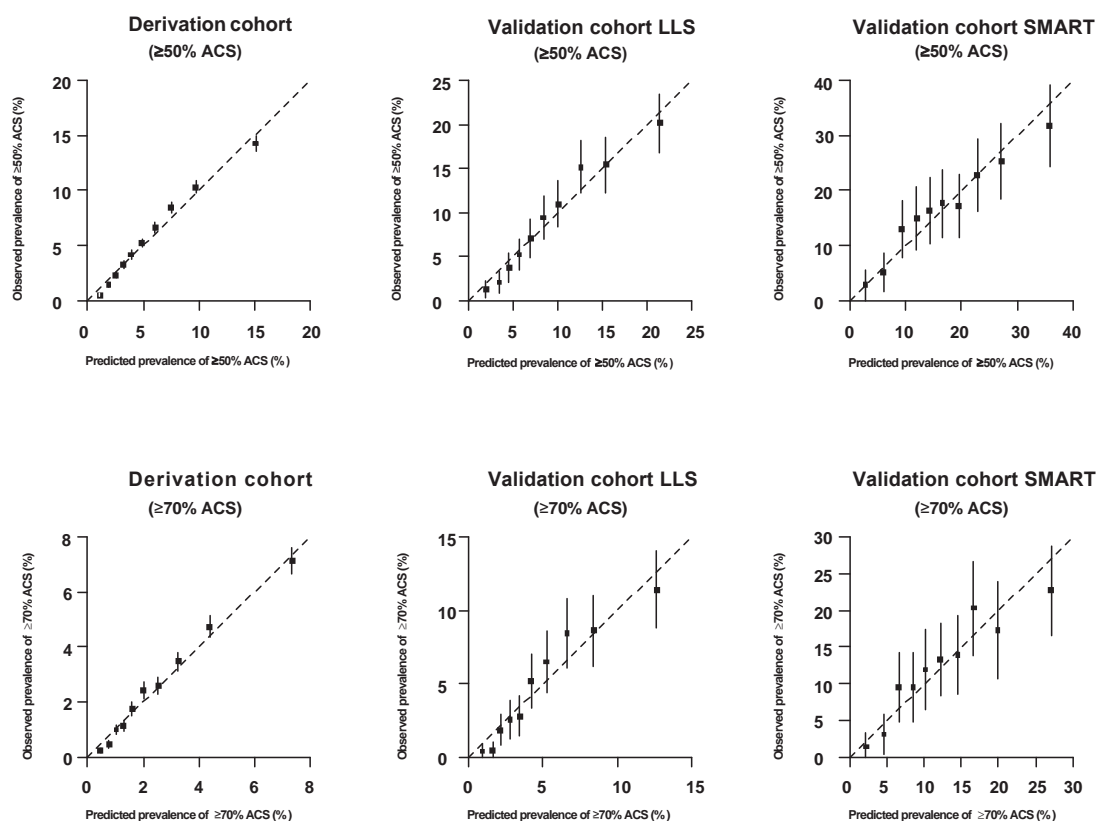 Derivation cohort
(≥50% ACS)
Observed prevalence of ≥50% ACS (%)
20
15
10
5
0
0 5 10 15 20
Predicted prevalence of ≥50% ACS (%)
Validation cohort LLS
(≥50% ACS)
Observed prevalence of ≥50% ACS (%)
25
20
15
10
5
0
0 5 10 15 20 25
Predicted prevalence of ≥50% ACS (%)
Validation cohort SMART
(≥50% ACS)
Observed prevalence of ≥50% ACS (%)
40
30
20
10
0
0 10 20 30 40
Predicted prevalence of ≥50% ACS (%)
Derivation cohort
(≥70% ACS)
Observed prevalence of ≥70% ACS (%)
8
6
4
2
0
0 2 4 6 8
Predicted prevalence of ≥70% ACS (%)
Validation cohort LLS
(≥70% ACS)
Observed prevalence of ≥70% ACS (%)
15
10
5
0
0 5 10 15
Predicted prevalence of ≥70% ACS (%)
Validation cohort SMART
(≥70% ACS)
Observed prevalence of ≥70% ACS (%)
30
25
20
15
10
5
0
0 5 10 15 20 25 30
Predicted prevalence of ≥70% ACS (%)